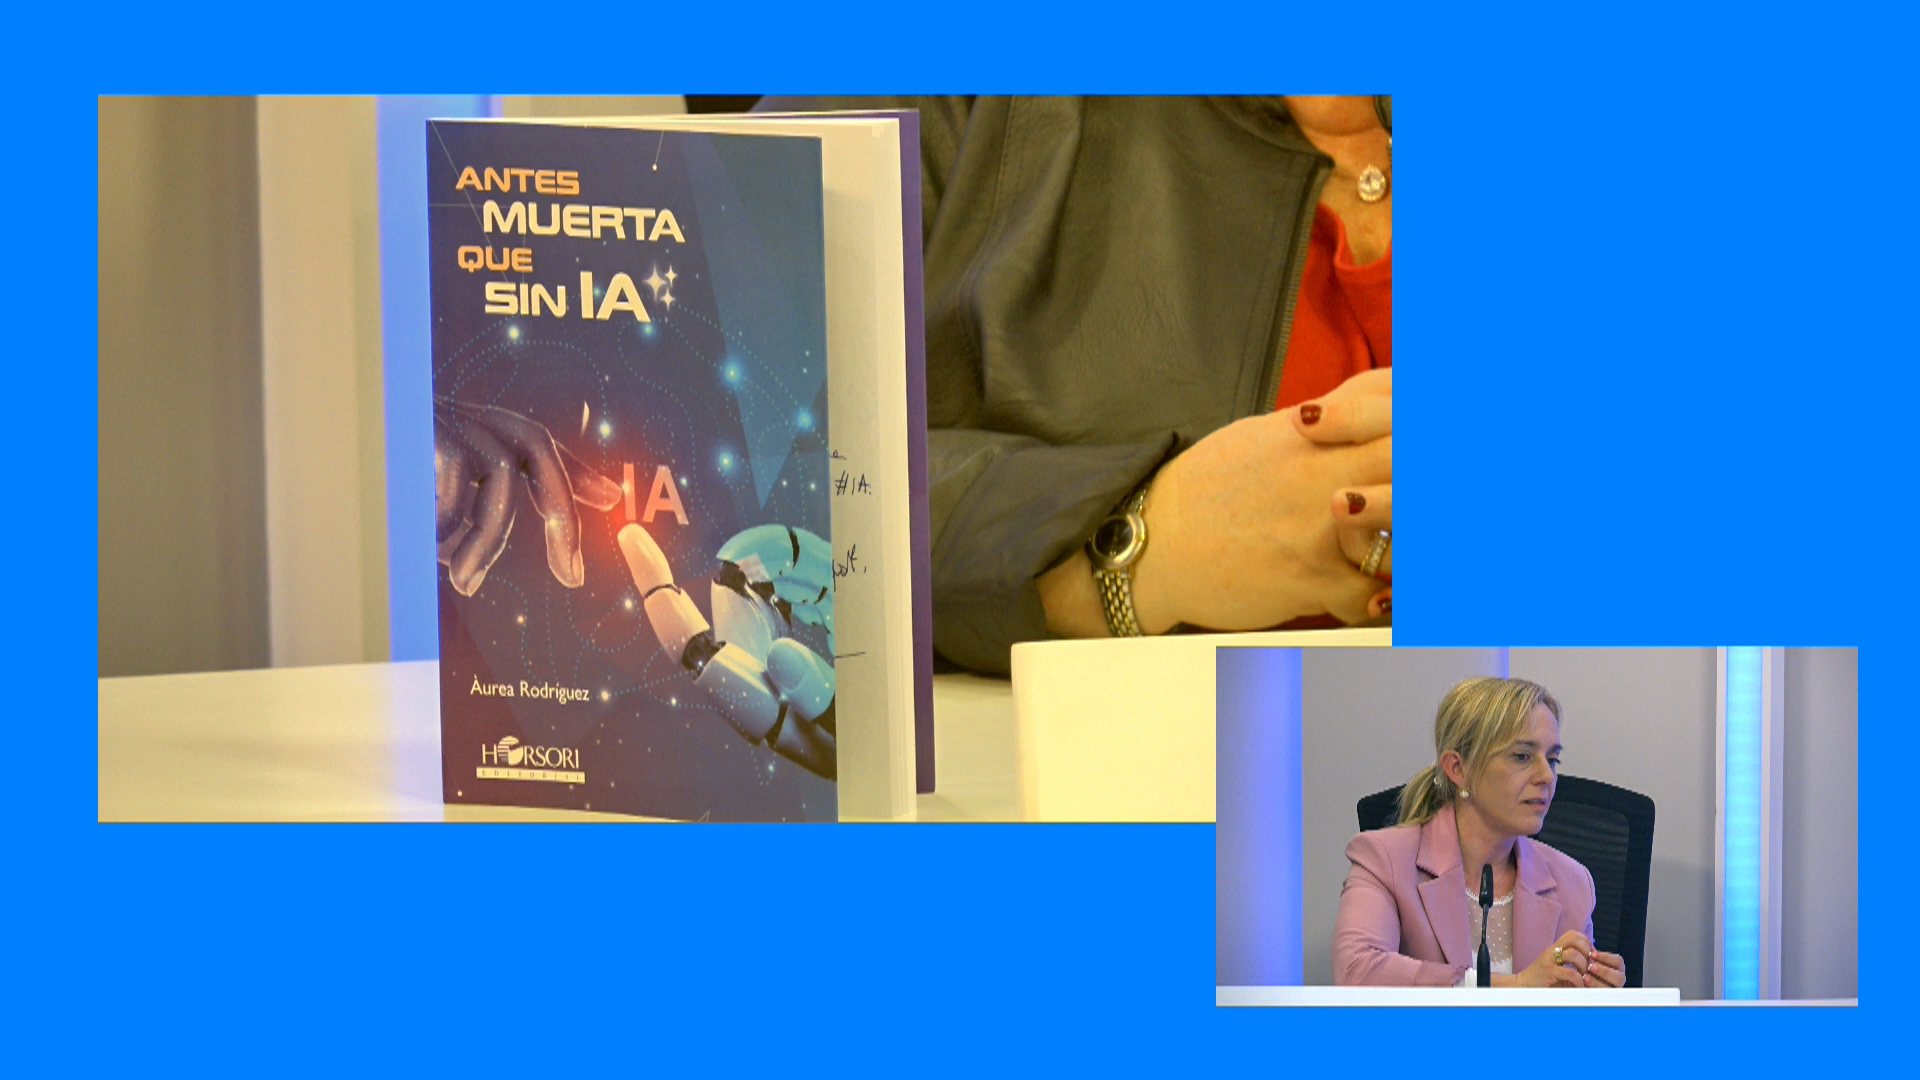 ANTES
MUERTA
QUE
SIN IA
IA
#IA.
Àurea Rodríguez
HORSORI
EDITORIAL